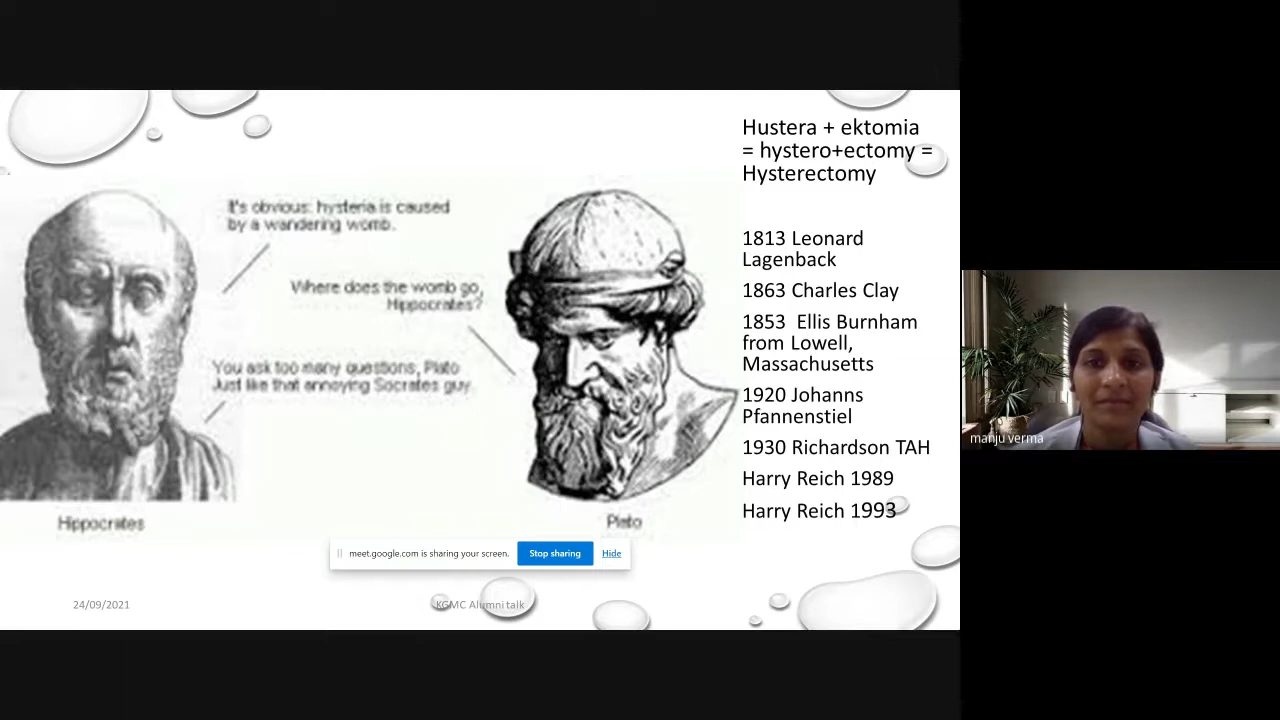 It's obvious: hysteria is caused
by a wandering womb.
Where does the womb go,
Hippocrates?
You ask too many questions, Plato
Just like that annoying Socrates guy.
Hippocrates
Plato
Hustera + ektomia
= hystero+ectomy =
Hysterectomy
1813 Leonard
Lagenback
1863 Charles Clay
1853 Ellis Burnham
from Lowell,
Massachusetts
1920 Johanns
Pfannenstiel
1930 Richardson TAH
Harry Reich 1989
Harry Reich 1993
meet.google.com is sharing your screen.
Stop sharing
Hide
24/09/2021
KGMC Alumni talk
manju verma